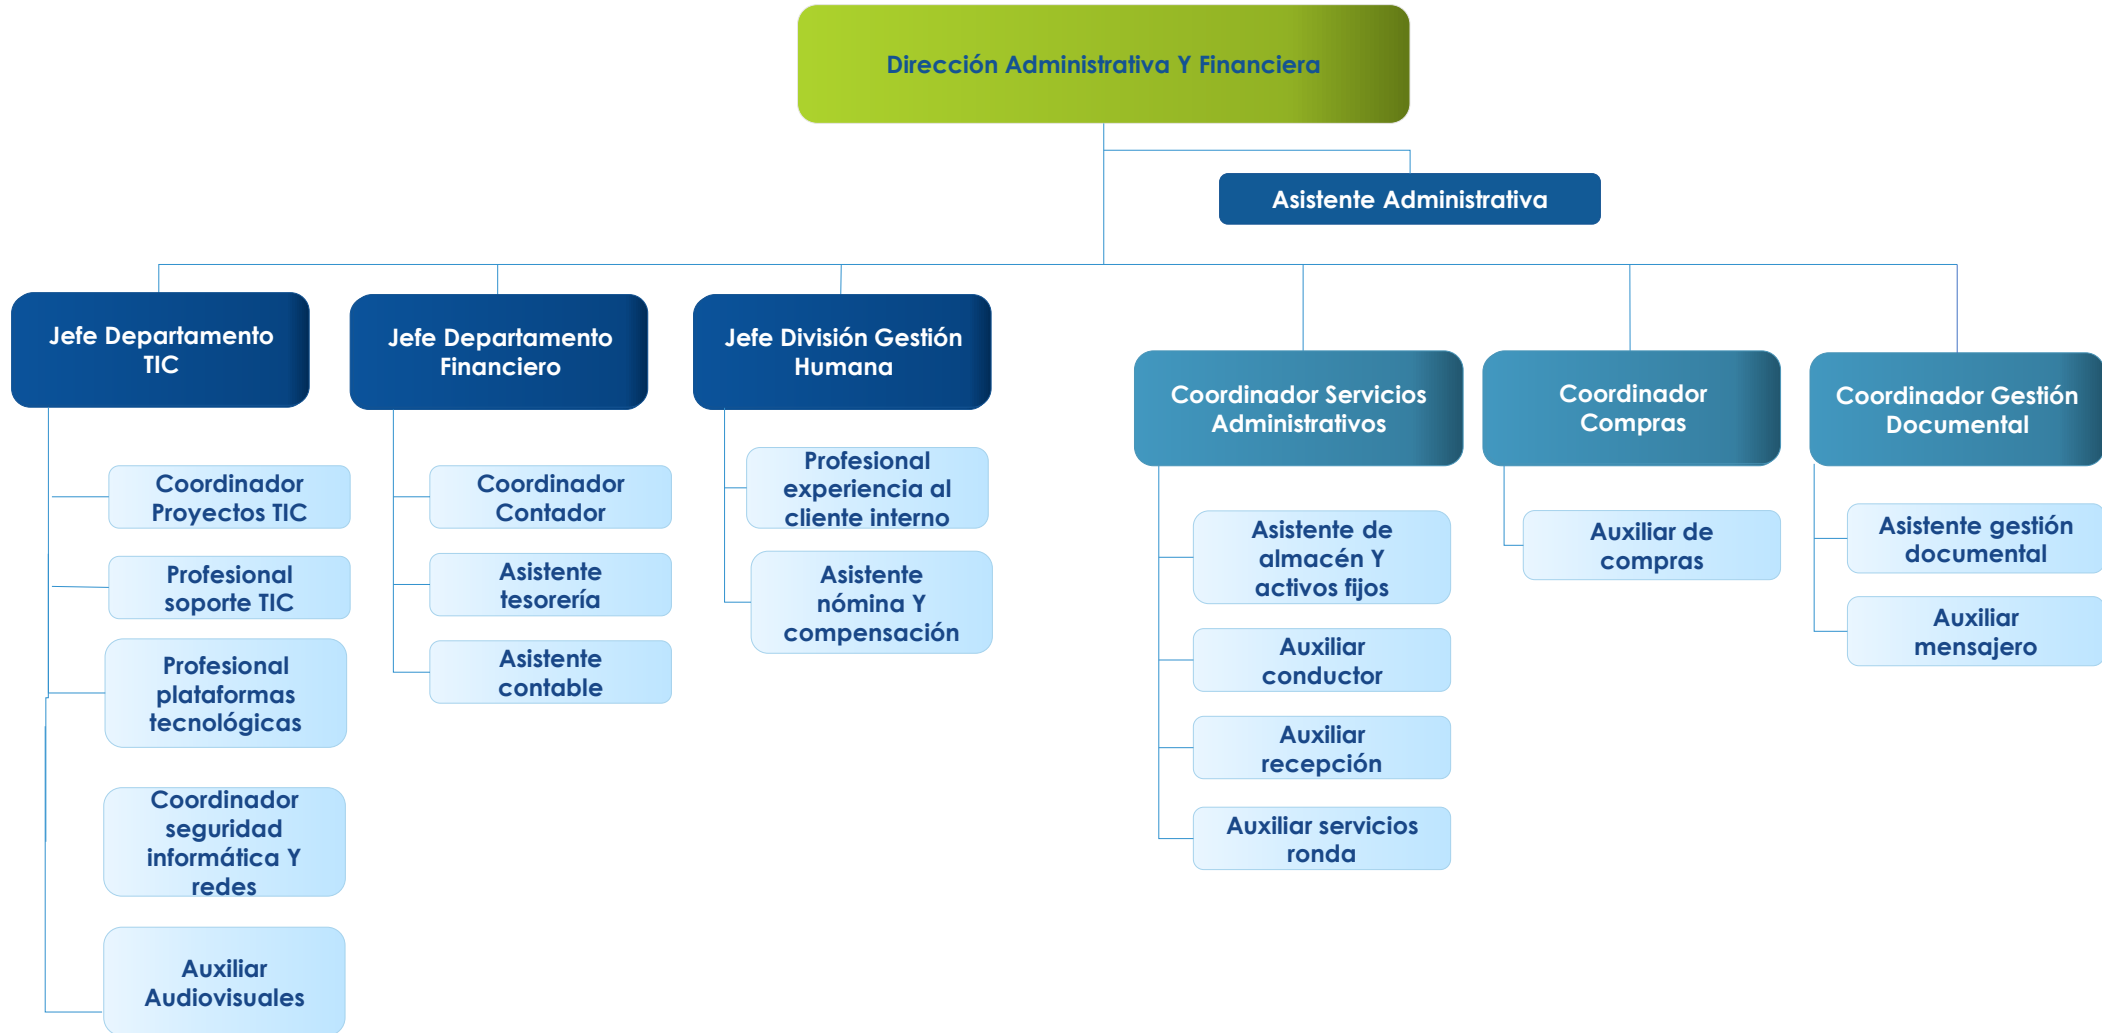 Dirección Administrativa Y Financiera
Asistente Administrativa
Jefe Departamento
TIC
Jefe Departamento
Financiero
Jefe División Gestión
Humana
Coordinador Servicios
Administrativos
Coordinador
Compras
Coordinador Gestión
Documental
Coordinador
Proyectos TIC
Profesional
soporte TIC
Profesional
plataformas
tecnológicas
Coordinador
seguridad
informática Y
redes
Auxiliar
Audiovisuales
Coordinador
Contador
Asistente
tesorería
Asistente
contable
Profesional
experiencia al
cliente interno
Asistente
nómina Y
compensación
Asistente de
almacén Y
activos fijos
Auxiliar
conductor
Auxiliar
recepción
Auxiliar servicios
ronda
Auxiliar de
compras
Asistente gestión
documental
Auxiliar
mensajero